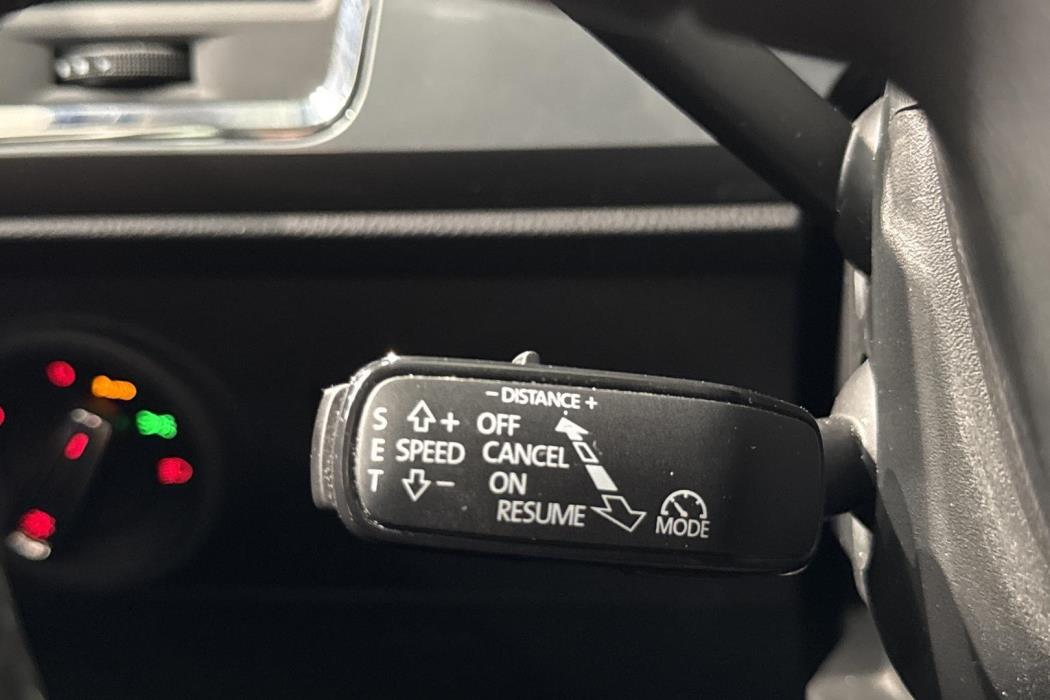 − DISTANCE +
S + OFF
E SPEED CANCEL
T − ON
RESUME
MODE